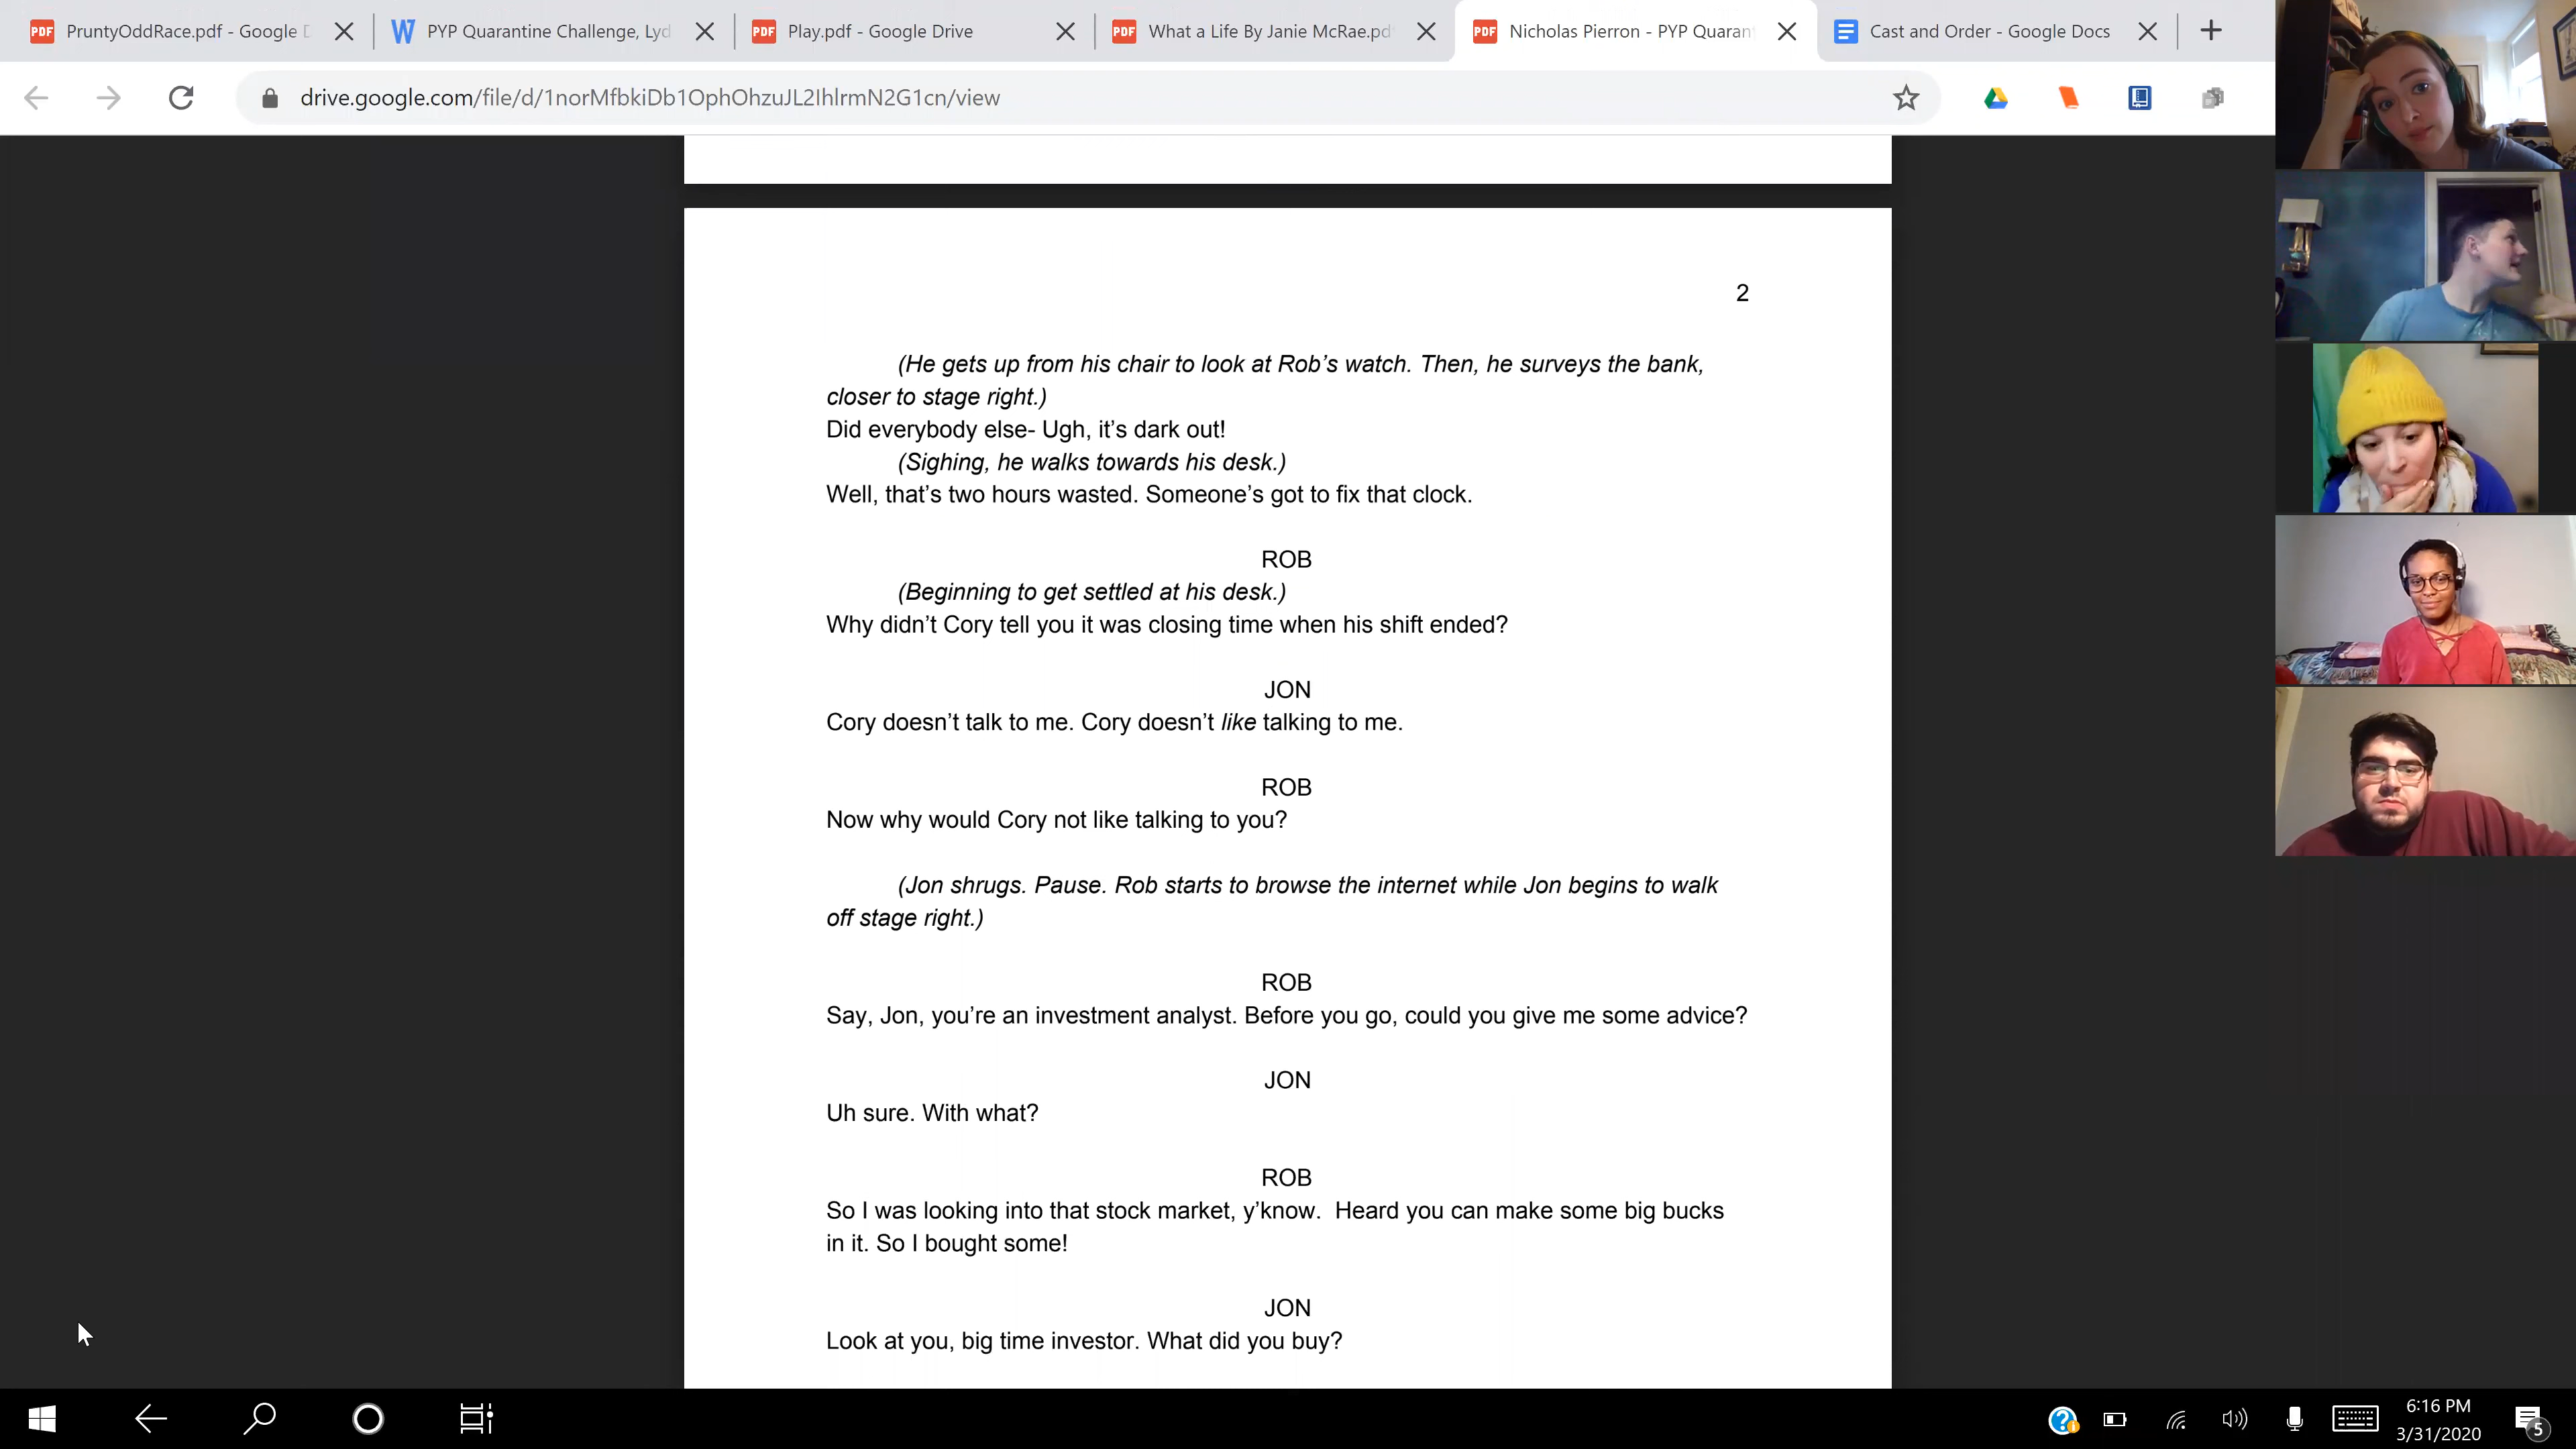 PruntyOddRace.pdf - Google D
PYP Quarantine Challenge, Lyd
Play.pdf - Google Drive
What a Life By Janie McRae.pd
Nicholas Pierron - PYP Quaran
Cast and Order - Google Docs
drive.google.com/file/d/1norMfbkiDb1OphOhzuJL2IhlrmN2G1cn/view
2
(He gets up from his chair to look at Rob’s watch. Then, he surveys the bank,
closer to stage right.)
Did everybody else- Ugh, it’s dark out!
(Sighing, he walks towards his desk.)
Well, that’s two hours wasted. Someone’s got to fix that clock.
ROB
(Beginning to get settled at his desk.)
Why didn’t Cory tell you it was closing time when his shift ended?
JON
Cory doesn’t talk to me. Cory doesn’t like talking to me.
ROB
Now why would Cory not like talking to you?
(Jon shrugs. Pause. Rob starts to browse the internet while Jon begins to walk
off stage right.)
ROB
Say, Jon, you’re an investment analyst. Before you go, could you give me some advice?
JON
Uh sure. With what?
ROB
So I was looking into that stock market, y’know.  Heard you can make some big bucks
in it. So I bought some!
JON
Look at you, big time investor. What did you buy?
6:16 PM
3/31/2020
5